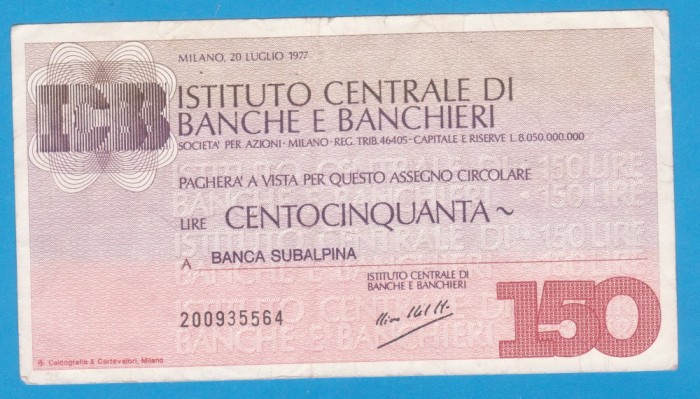 MILANO, 20 LUGLIO 1977
ICBB
ISTITUTO CENTRALE DI
BANCHE E BANCHIERI
SOCIETA' PER AZIONI - MILANO - REG. TRIB. 46405 - CAPITALE E RISERVE L. 8.050.000.000
PAGHERA' A VISTA PER QUESTO ASSEGNO CIRCOLARE
LIRE CENTOCINQUANTA ~
A BANCA SUBALPINA
ISTITUTO CENTRALE DI
BANCHE E BANCHIERI
200935564
150
Calcografia & Cartevalori, Milano